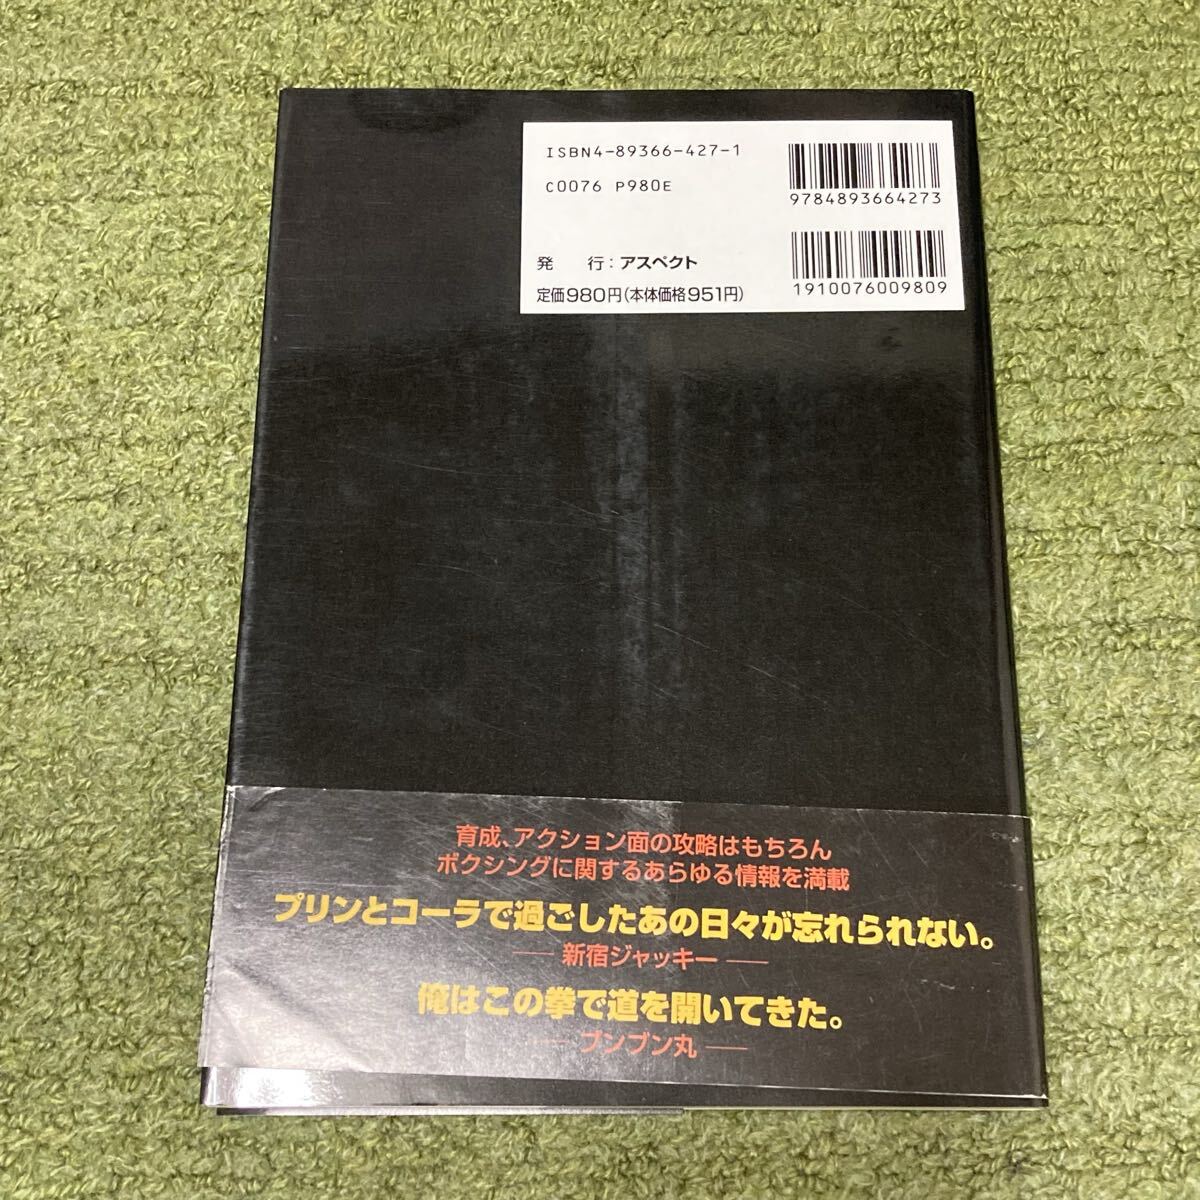 ISBN4-89366-427-1
C0076 P980E
9784893664273
発 行：アスペクト
定価980円（本体価格951円）
1910076009809
育成、アクション面の攻略はもちろん
ボクシングに関するあらゆる情報を満載
プリンとコーラで過ごしたあの日々が忘れられない。
── 新宿ジャッキー ──
俺はこの拳で道を開いてきた。
── ブンブン丸 ──